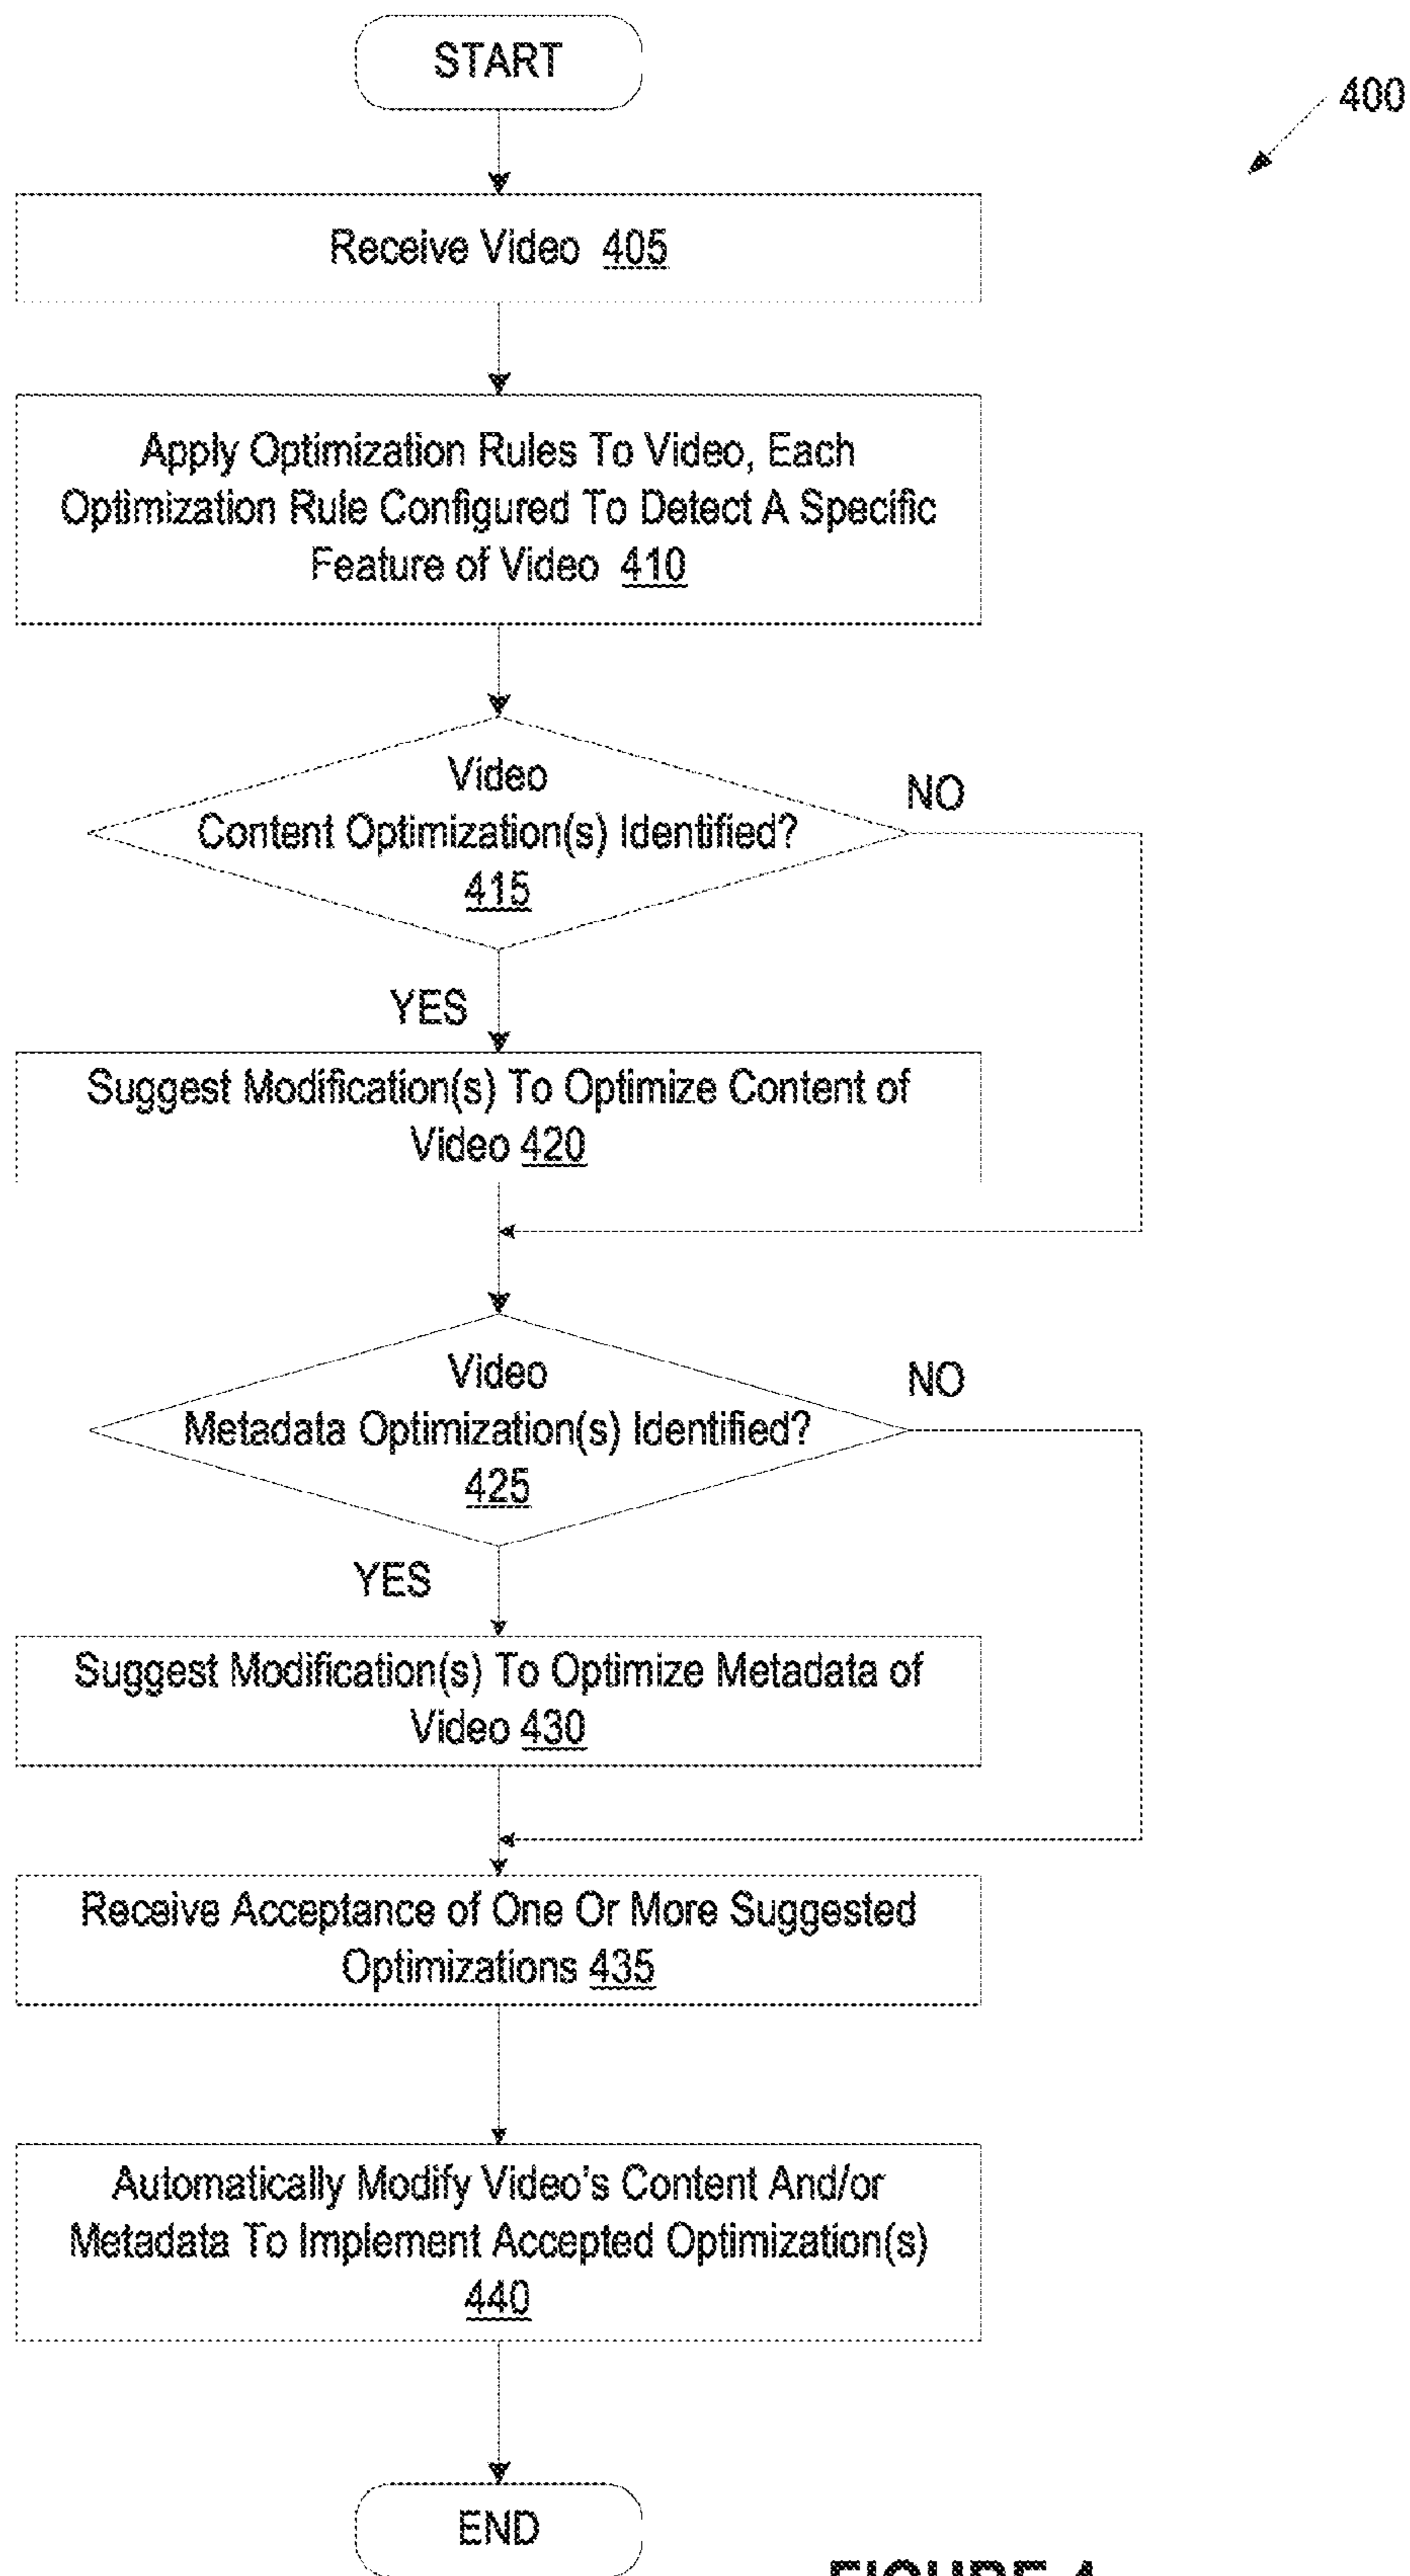 START
400
Receive Video 405
Apply Optimization Rules To Video, Each
Optimization Rule Configured To Detect A Specific
Feature of Video 410
Video
Content Optimization(s) Identified?
415
NO
YES
Suggest Modification(s) To Optimize Content of
Video 420
Video
Metadata Optimization(s) Identified?
425
NO
YES
Suggest Modification(s) To Optimize Metadata of
Video 430
Receive Acceptance of One Or More Suggested
Optimizations 435
Automatically Modify Video's Content And/or
Metadata To Implement Accepted Optimization(s)
440
END
FIGURE 4